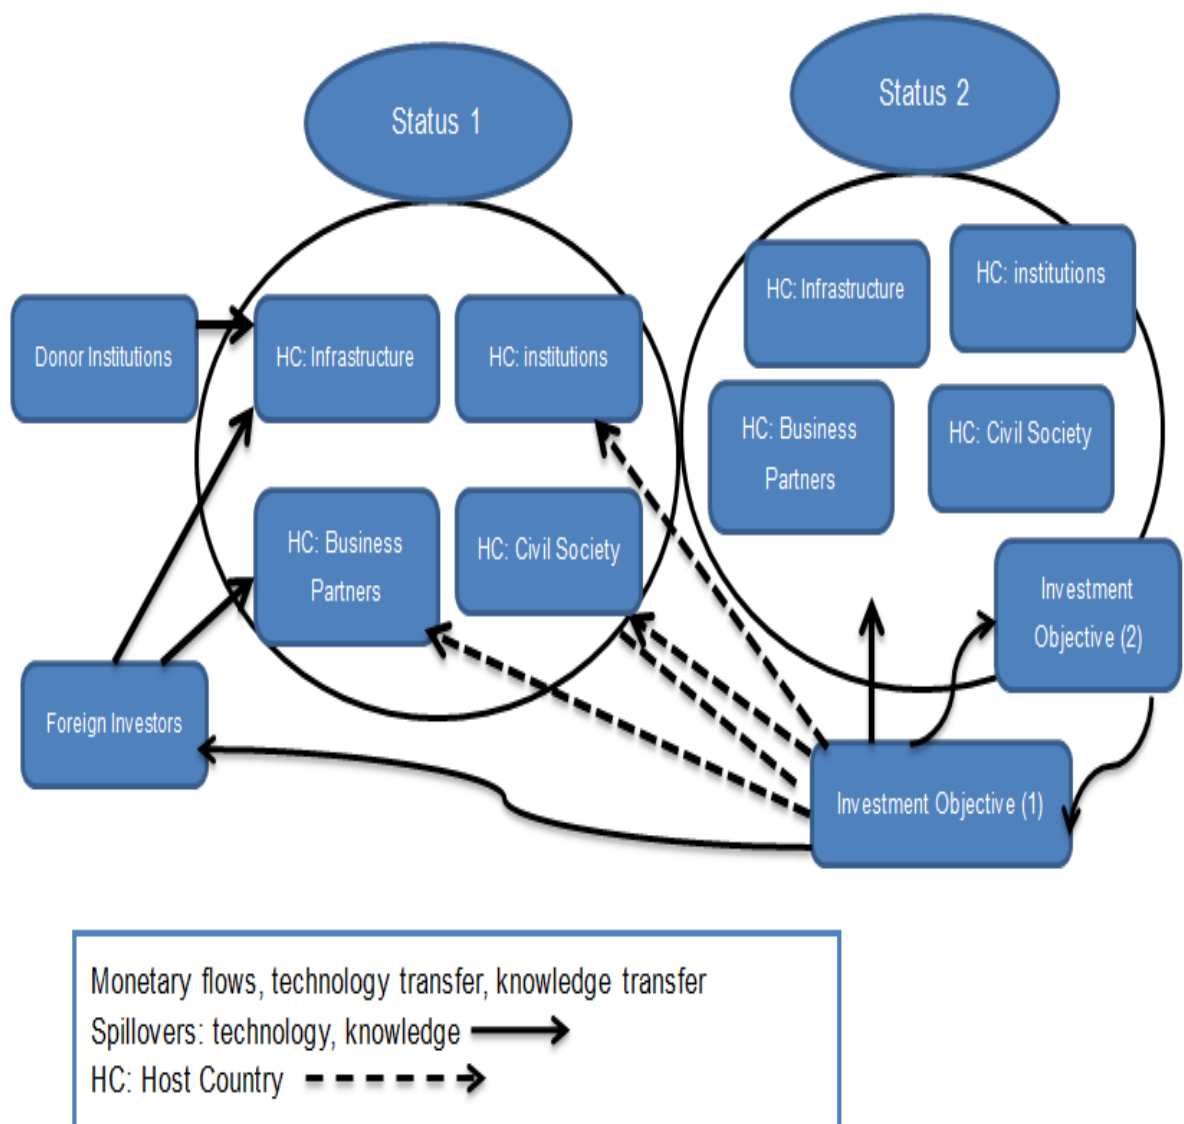 Status 1
Status 2
Donor Institutions
HC: Infrastructure
HC: institutions
HC: Business
Partners
HC: Civil Society
Foreign Investors
HC: Infrastructure
HC: institutions
HC: Business
Partners
HC: Civil Society
Investment
Objective (2)
Investment Objective (1)
Monetary flows, technology transfer, knowledge transfer
Spillovers: technology, knowledge
HC: Host Country